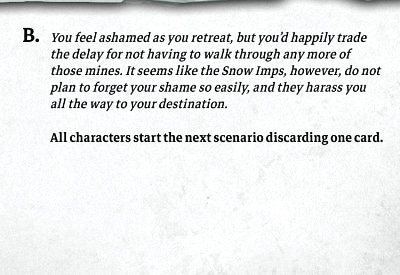 B. You feel ashamed as you retreat, but you'd happily trade
the delay for not having to walk through any more of
those mines. It seems like the Snow Imps, however, do not
plan to forget your shame so easily, and they harass you
all the way to your destination.
All characters start the next scenario discarding one card.